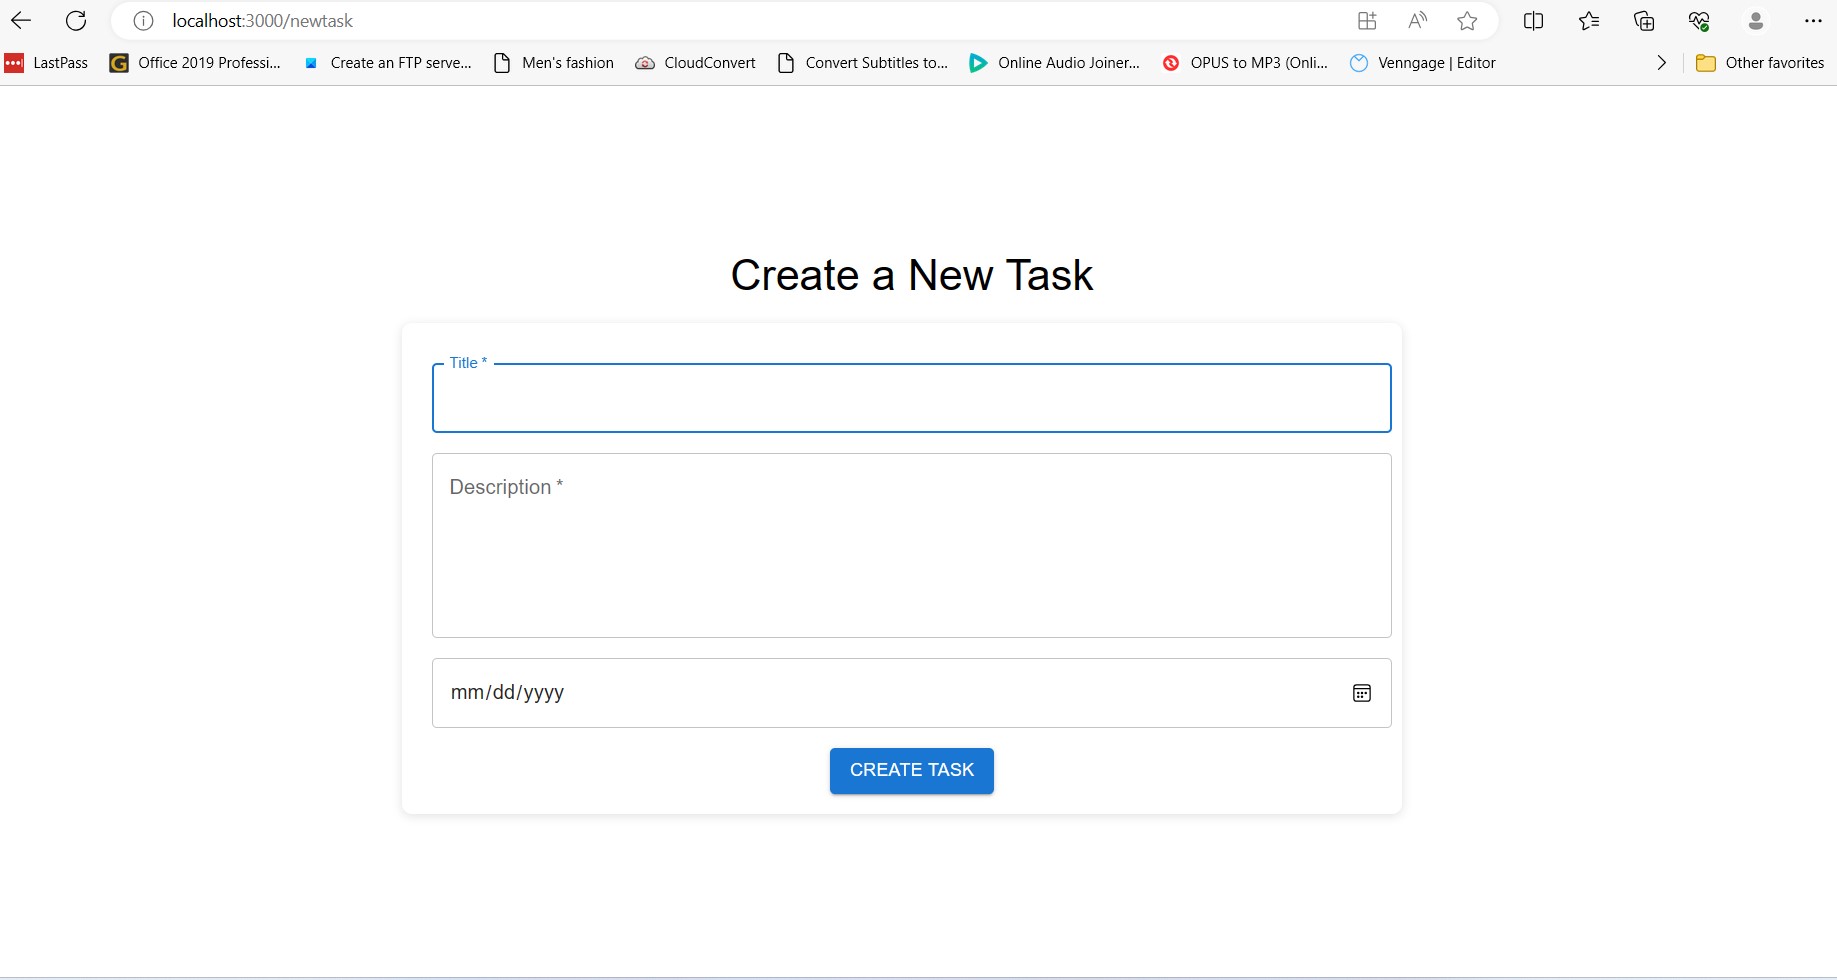 localhost:3000/newtask
LastPass
Office 2019 Professi...
Create an FTP serve...
Men's fashion
CloudConvert
Convert Subtitles to...
Online Audio Joiner...
OPUS to MP3 (Onli...
Venngage | Editor
Other favorites
Create a New Task
Title *
Description *
mm/dd/yyyy
CREATE TASK